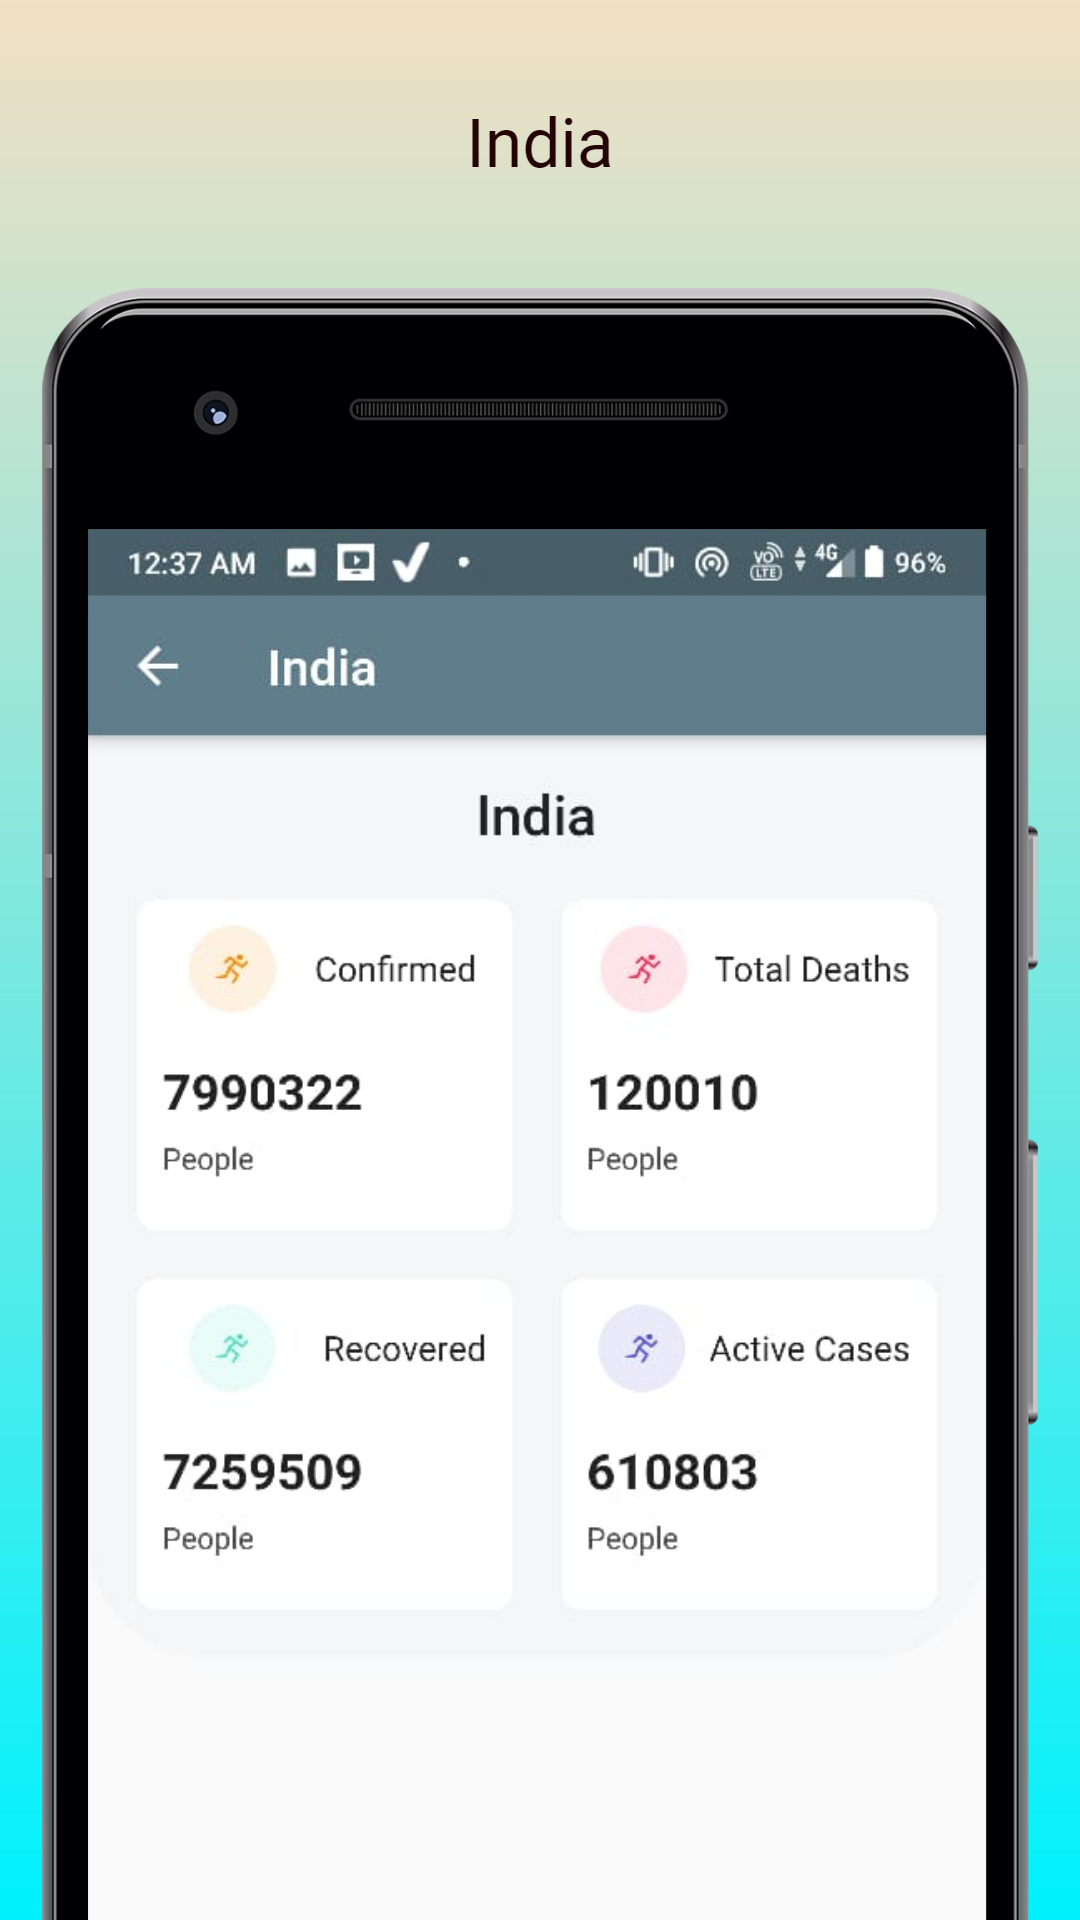 India
12:37 AM VO LTE 4G 96%
India
India
Confirmed
7990322
People
Total Deaths
120010
People
Recovered
7259509
People
Active Cases
610803
People